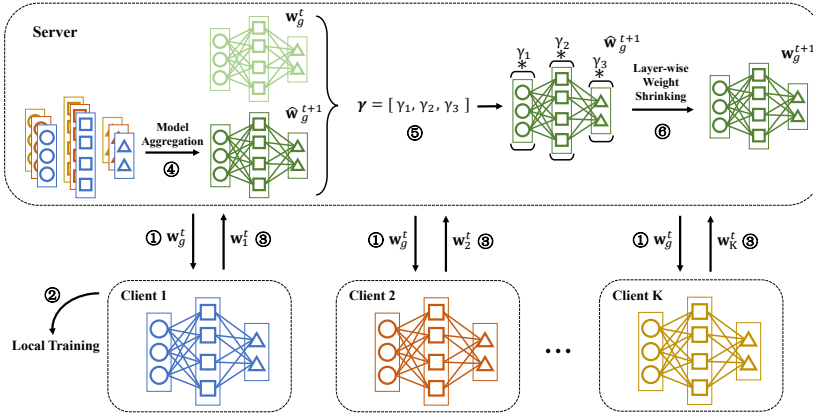 Server
w_g^t
ŵ_g^{t+1}
Model
Aggregation
④
γ = [ γ₁, γ₂, γ₃ ]
⑤
γ₁
*
γ₂
*
γ₃
*
ŵ_g^{t+1}
Layer-wise
Weight
Shrinking
⑥
w_g^{t+1}
① w_g^t
w_1^t ③
① w_g^t
w_2^t ③
① w_g^t
w_K^t ③
②
Local Training
Client 1
Client 2
...
Client K